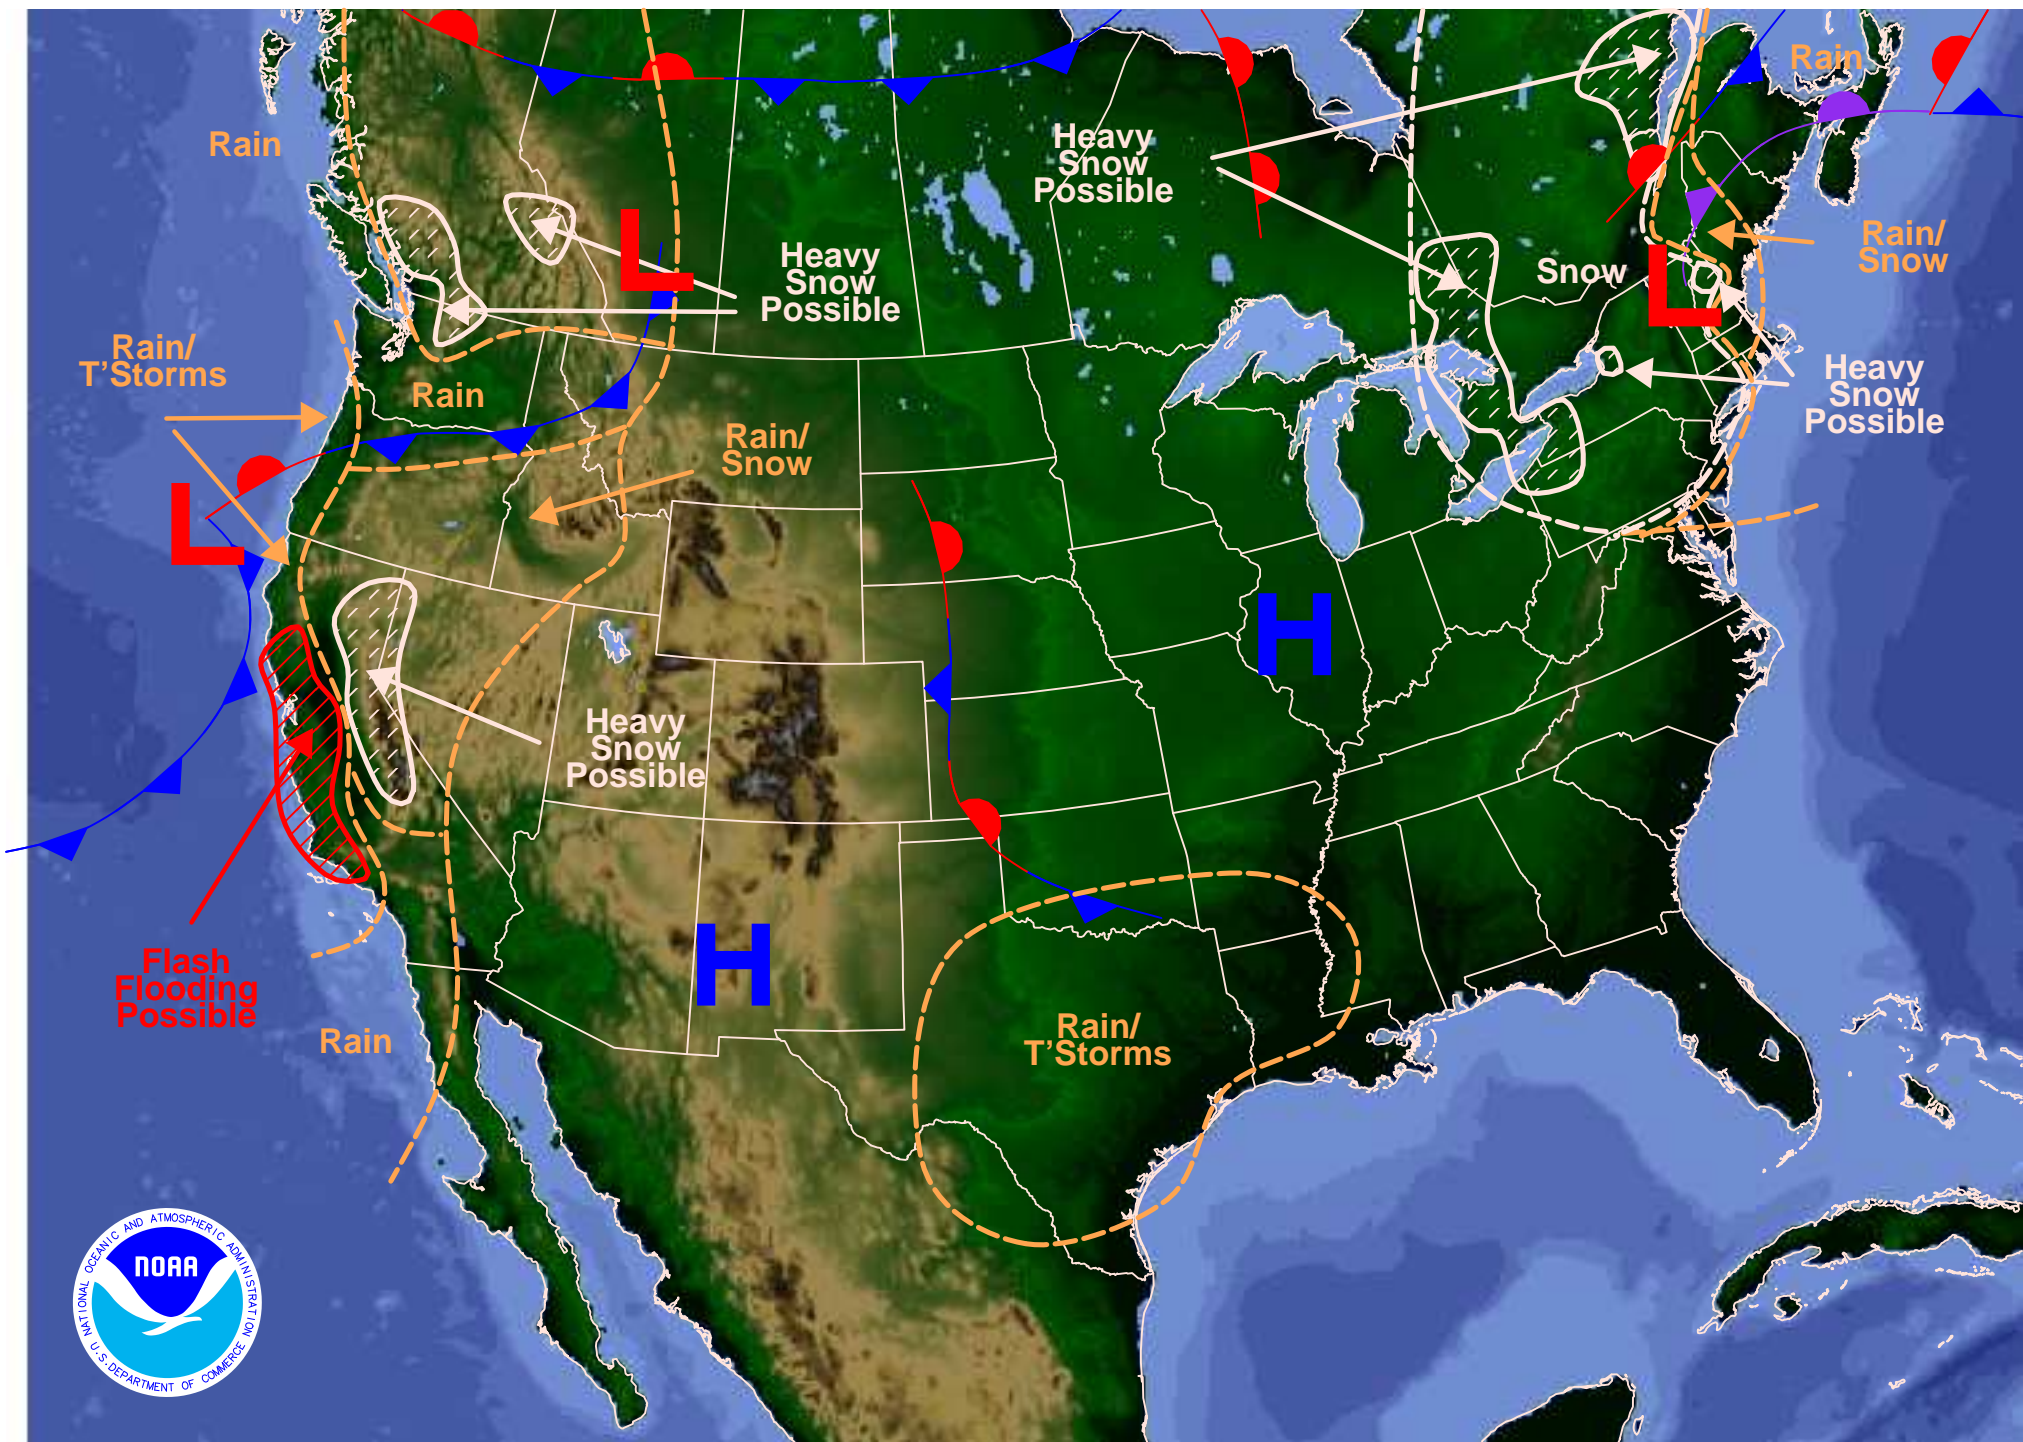 Rain
Rain
Heavy
Snow
Possible
Heavy
Snow
Possible
Snow
Rain/
Snow
L
L
Rain/
T'Storms
Rain
Heavy
Snow
Possible
Rain/
Snow
L
H
Heavy
Snow
Possible
H
Flash
Flooding
Possible
Rain
Rain/
T'Storms
NATIONAL OCEANIC AND ATMOSPHERIC ADMINISTRATION
NOAA
U.S. DEPARTMENT OF COMMERCE